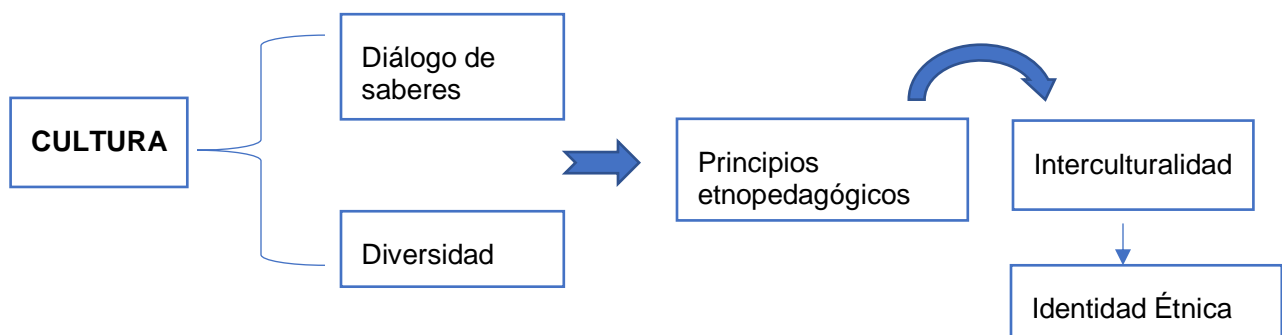 CULTURA
Diálogo de
saberes
Diversidad
Principios
etnopedagógicos
Interculturalidad
Identidad Étnica